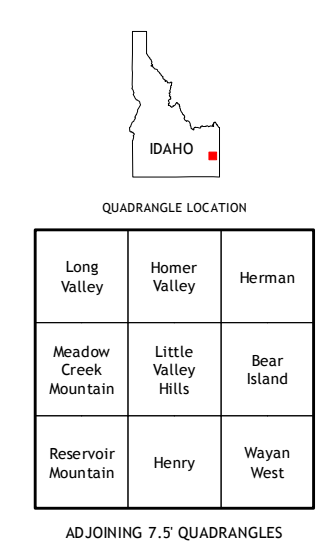 IDAHO
QUADRANGLE LOCATION
Long
Valley
Homer
Valley
Herman
Meadow
Creek
Mountain
Little
Valley
Hills
Bear
Island
Reservoir
Mountain
Henry
Wayan
West
ADJOINING 7.5' QUADRANGLES